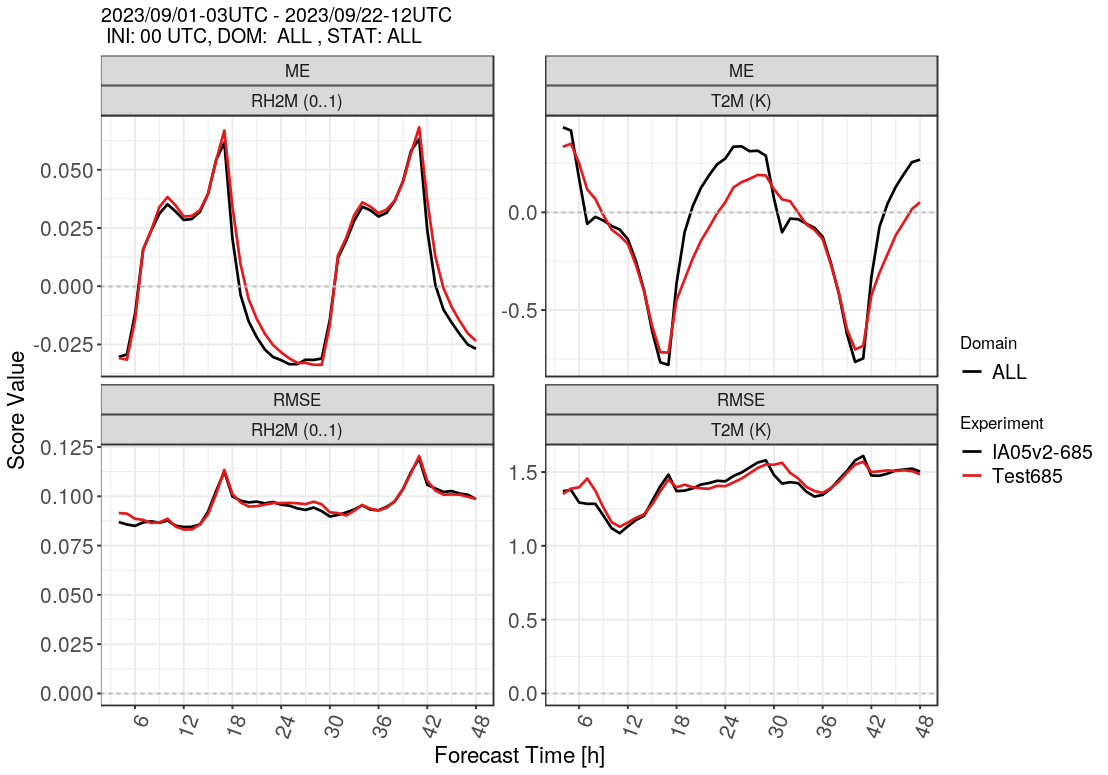 2023/09/01-03UTC - 2023/09/22-12UTC
INI: 00 UTC, DOM:  ALL , STAT: ALL
ME
RH2M (0..1)
0.050
0.025
0.000
-0.025
ME
T2M (K)
0.0
-0.5
RMSE
RH2M (0..1)
0.125
0.100
0.075
0.050
0.025
0.000
6
12
18
24
30
36
42
48
RMSE
T2M (K)
1.5
1.0
0.5
0.0
6
12
18
24
30
36
42
48
Score Value
Forecast Time [h]
Domain
ALL
Experiment
IA05v2-685
Test685